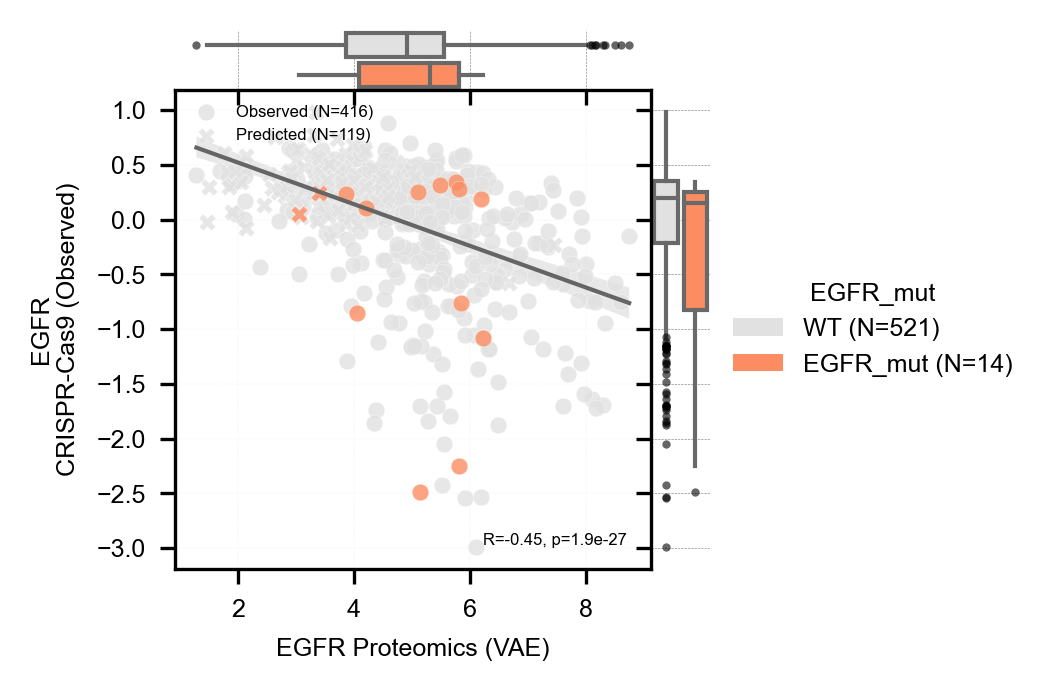 Observed (N=416)
Predicted (N=119)
1.0
0.5
0.0
−0.5
−1.0
−1.5
−2.0
−2.5
−3.0
EGFR
CRISPR-Cas9 (Observed)
R=-0.45, p=1.9e-27
2
4
6
8
EGFR Proteomics (VAE)
EGFR_mut
WT (N=521)
EGFR_mut (N=14)